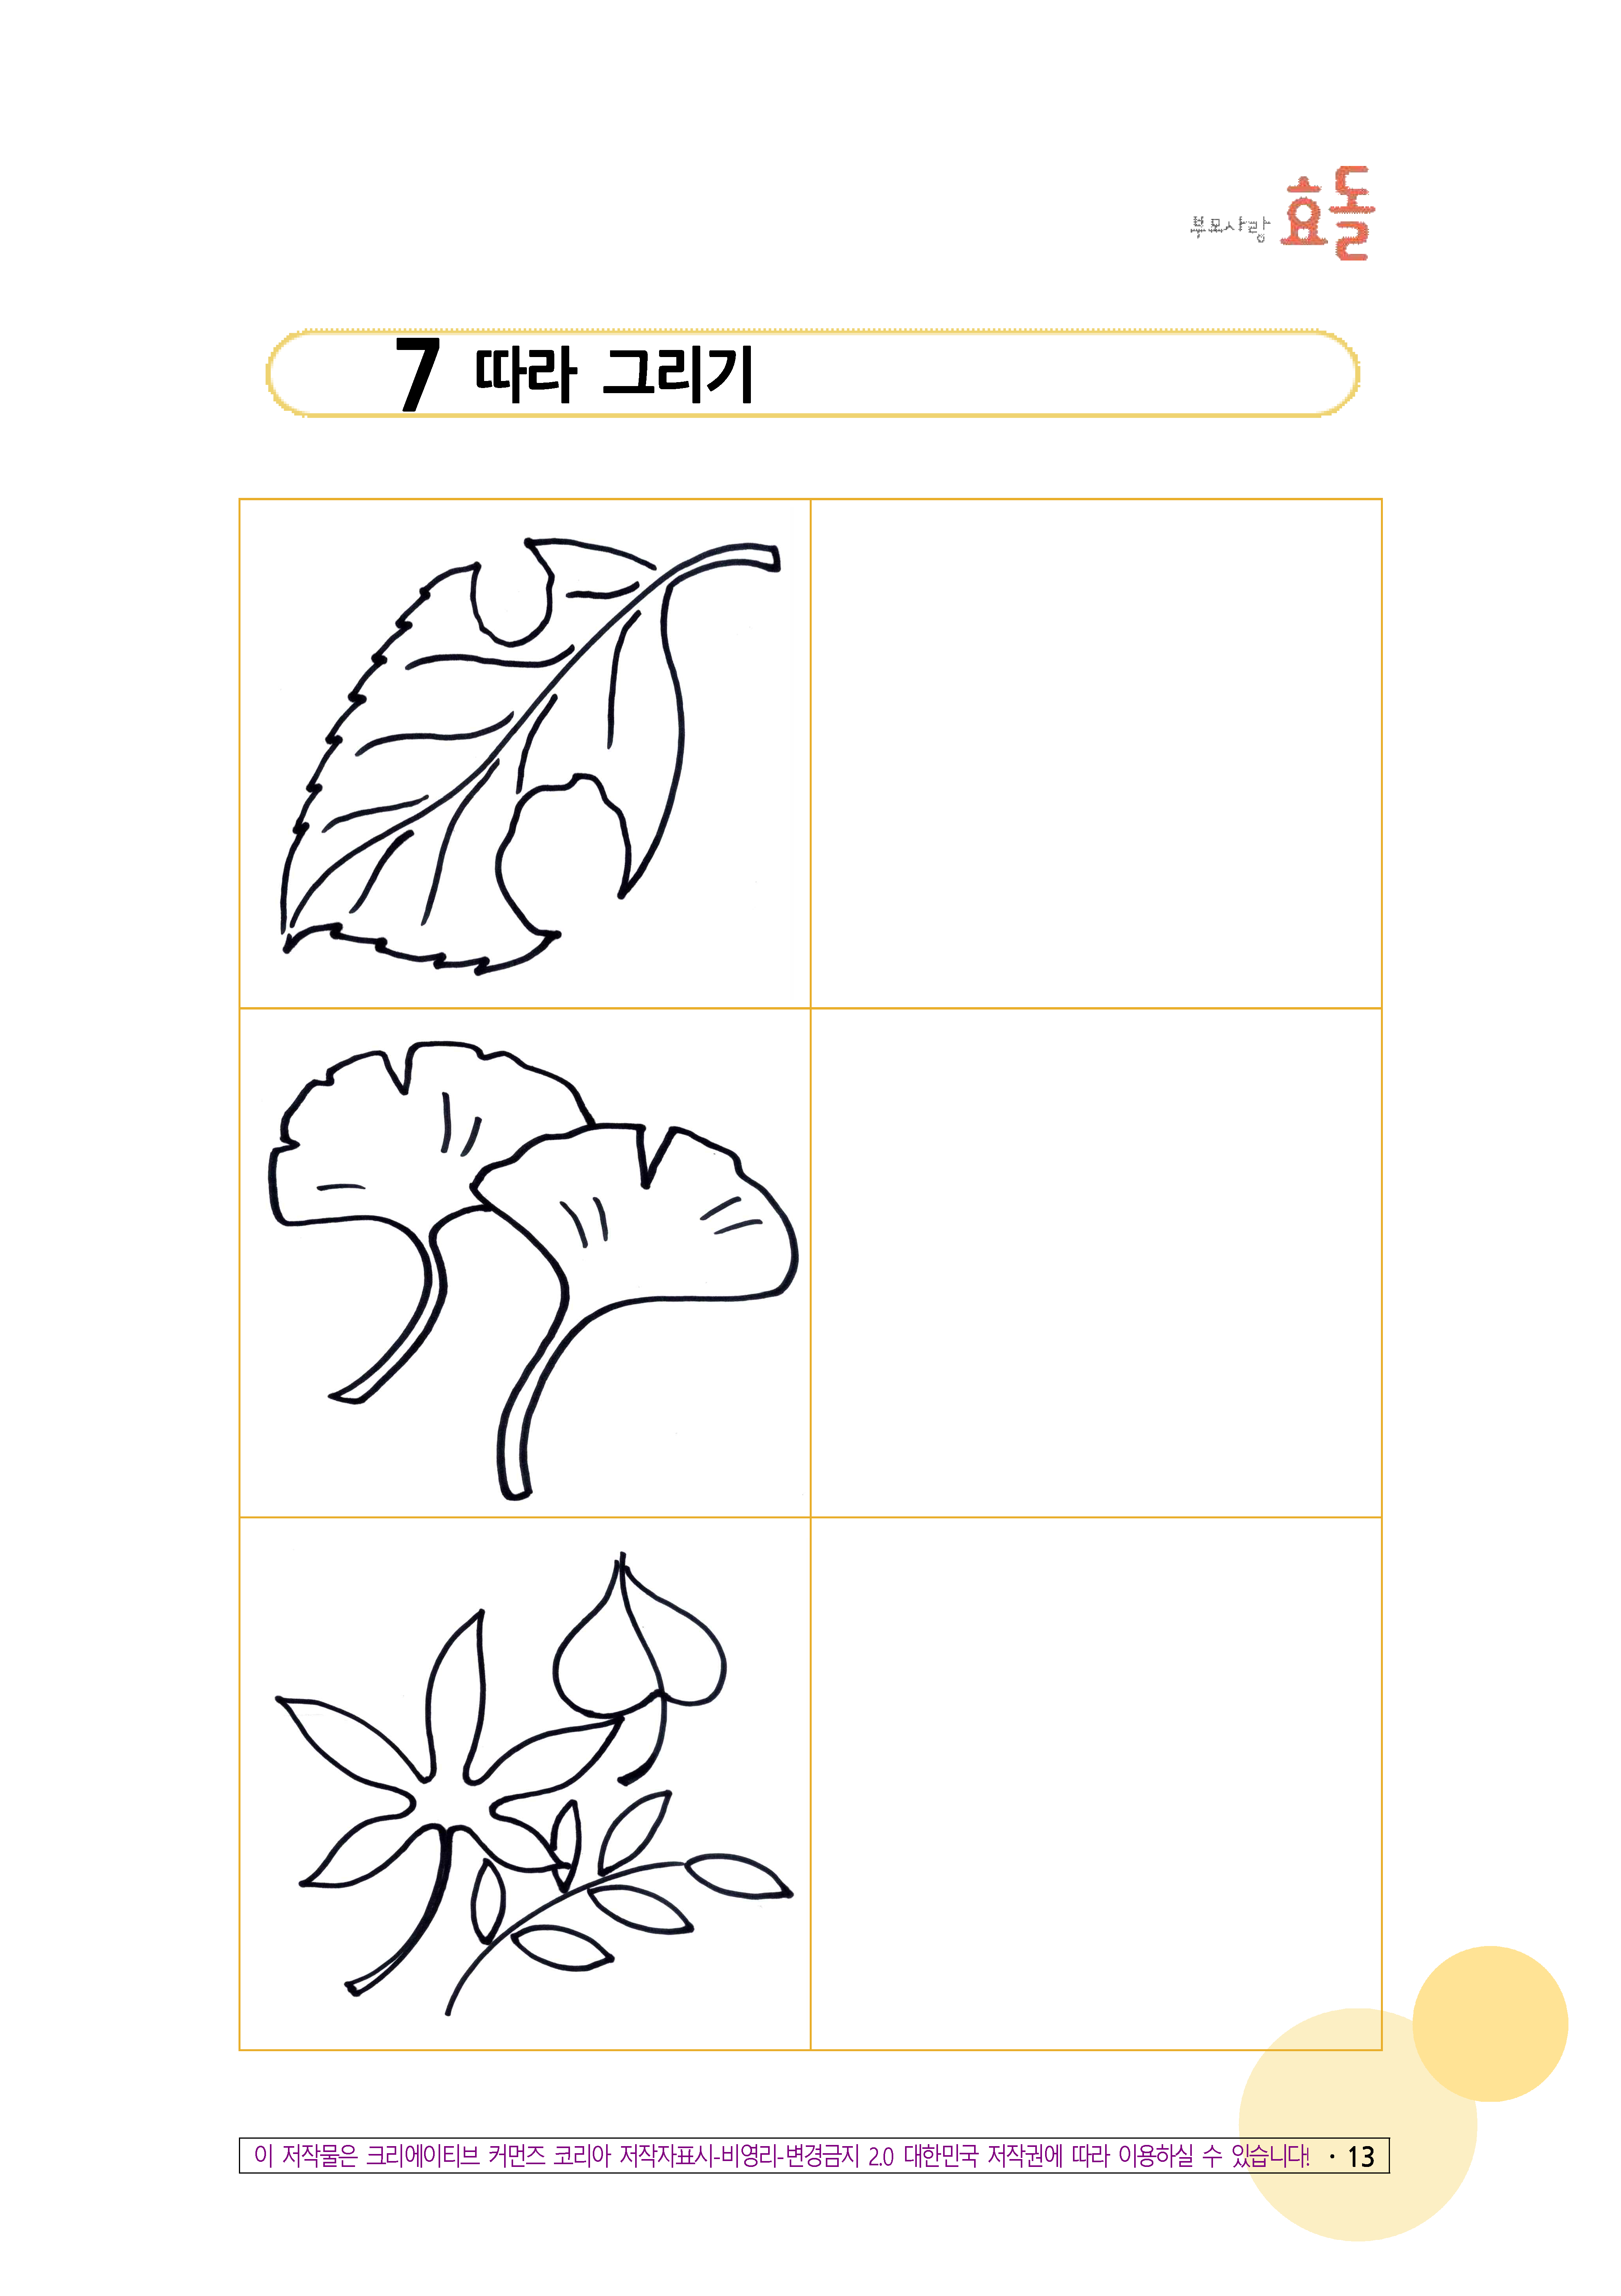 부모사랑 효돌
7 따라 그리기
이 저작물은 크리에이티브 커먼즈 코리아 저작자표시-비영리-변경금지 2.0 대한민국 저작권에 따라 이용하실 수 있습니다! · 13